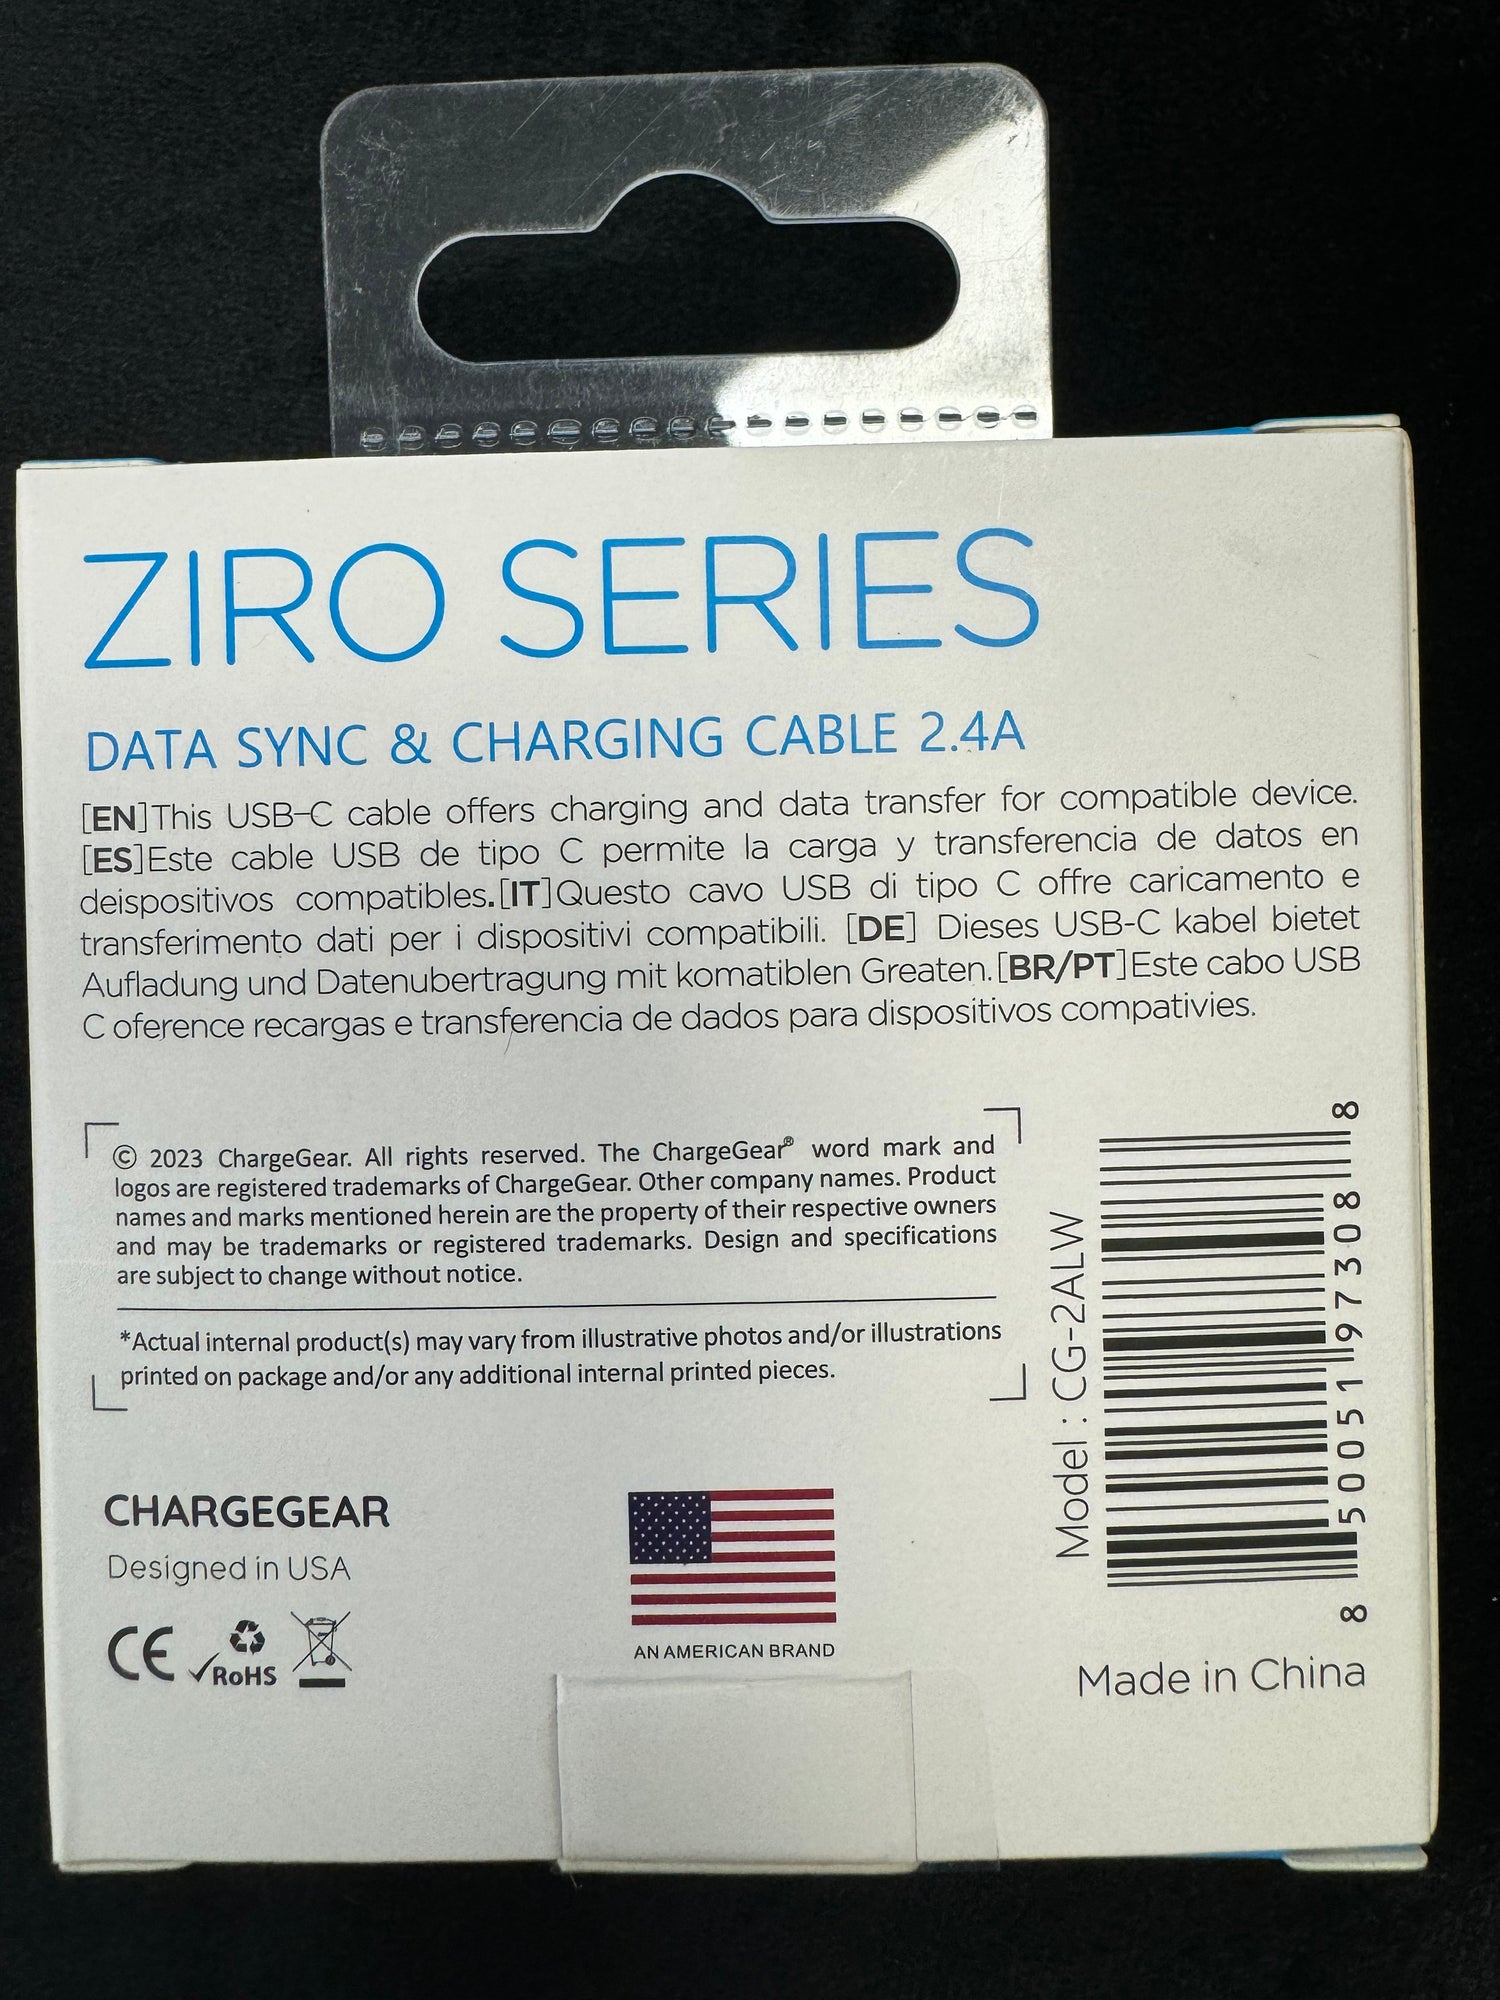 ZIRO SERIES
DATA SYNC & CHARGING CABLE 2.4A
[EN]This USB-C cable offers charging and data transfer for compatible device.
[ES]Este cable USB de tipo C permite la carga y transferencia de datos en
deispositivos compatibles.[IT]Questo cavo USB di tipo C offre caricamento e
transferimento dati per i dispositivi compatibili. [DE] Dieses USB-C kabel bietet
Aufladung und Datenubertragung mit komatiblen Greaten.[BR/PT]Este cabo USB
C oference recargas e transferencia de dados para dispositivos compativies.
© 2023 ChargeGear. All rights reserved. The ChargeGear® word mark and
logos are registered trademarks of ChargeGear. Other company names. Product
names and marks mentioned herein are the property of their respective owners
and may be trademarks or registered trademarks. Design and specifications
are subject to change without notice.
*Actual internal product(s) may vary from illustrative photos and/or illustrations
printed on package and/or any additional internal printed pieces.
Model : CG-2ALW
8 50051 97308 8
CHARGEGEAR
Designed in USA
CE RoHS
AN AMERICAN BRAND
Made in China